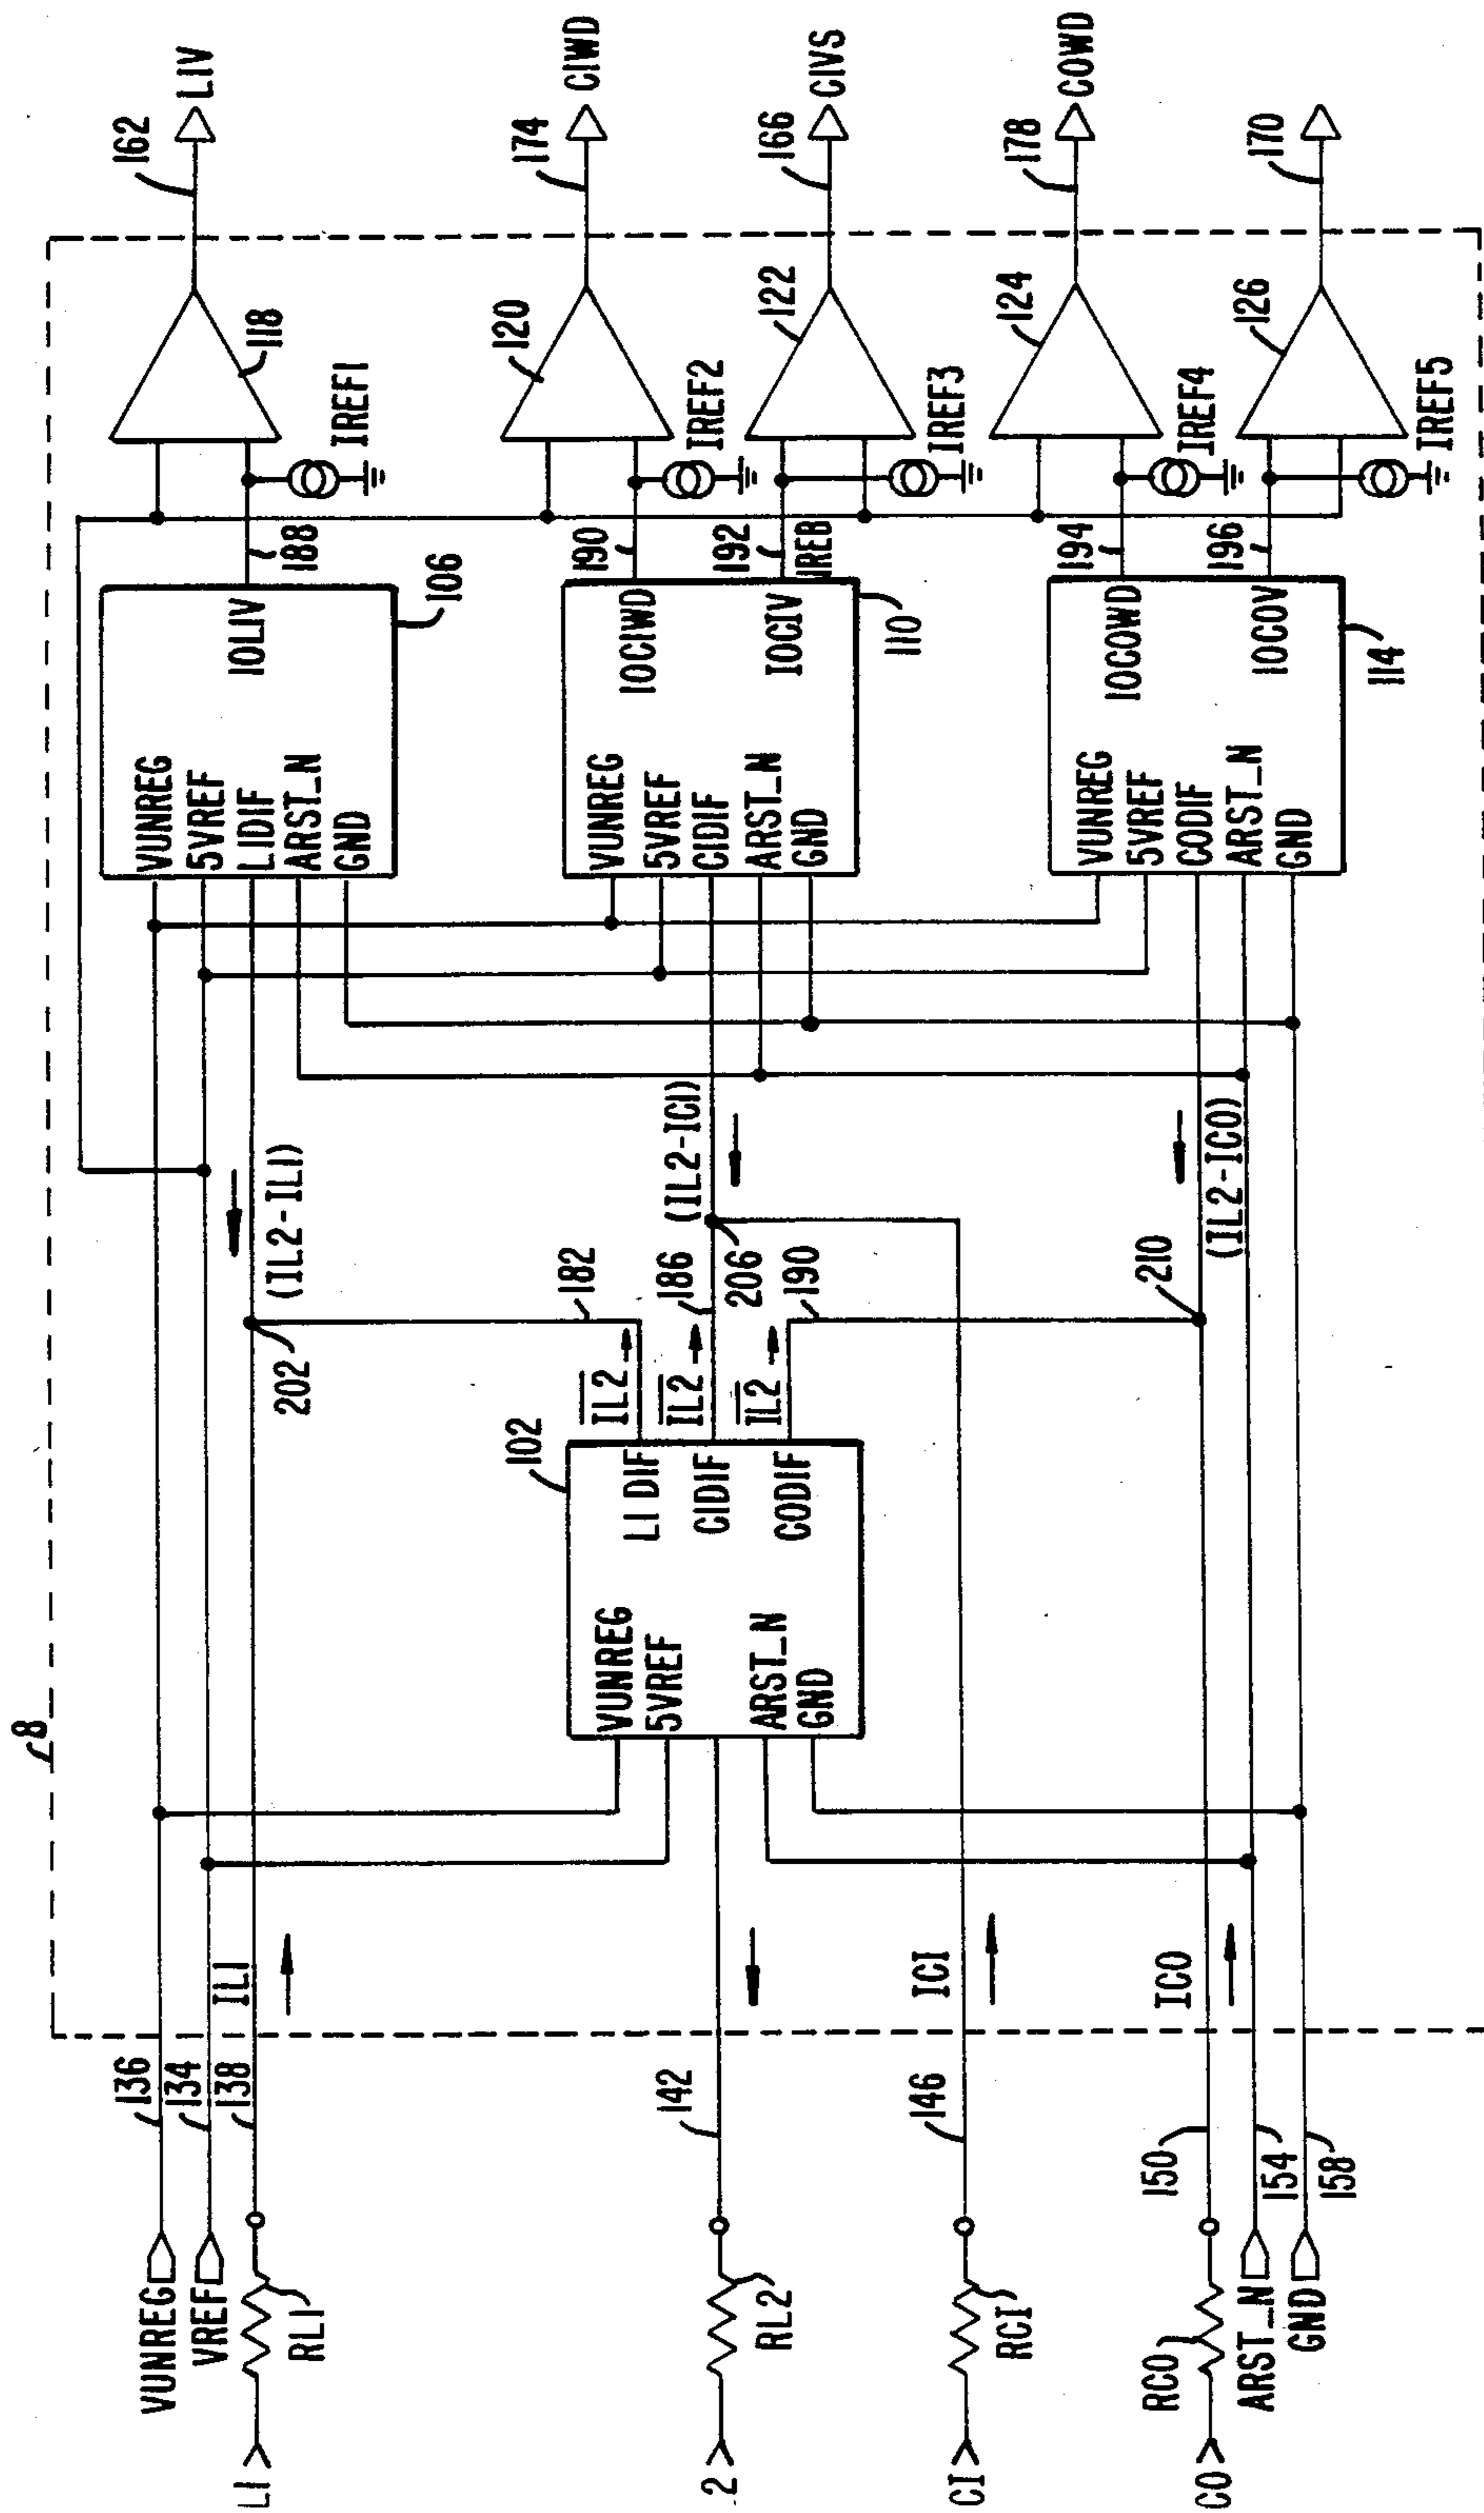 8
VUNREG
136
VREF
134
138
ILI
LI
RLI
142
2
RL2
146
ICI
CI
RCI
150
ICO
CO
RCO
ARST_N
154
GND
158
102
VUNREG
5VREF
ARST_N
GND
LI DIF
CIDIF
CODIF
IL2
IL2
IL2
182
186
206
190
202
210
(IL2-ILI)
(IL2-ICI)
(IL2-ICO)
VUNREG
5VREF
LIDIF
ARST_N
GND
IOLIV
106
188
VUNREG
5VREF
CIDIF
ARST_N
GND
IOCIWD
IOCIV
110
190
192
VUNREG
5VREF
CODIF
ARST_N
GND
IOCOWD
IOCOV
114
194
196
118
IREF1
120
IREF2
122
IREF3
124
IREF4
126
IREF5
162
LIV
174
CIWD
166
CIVS
178
COWD
170